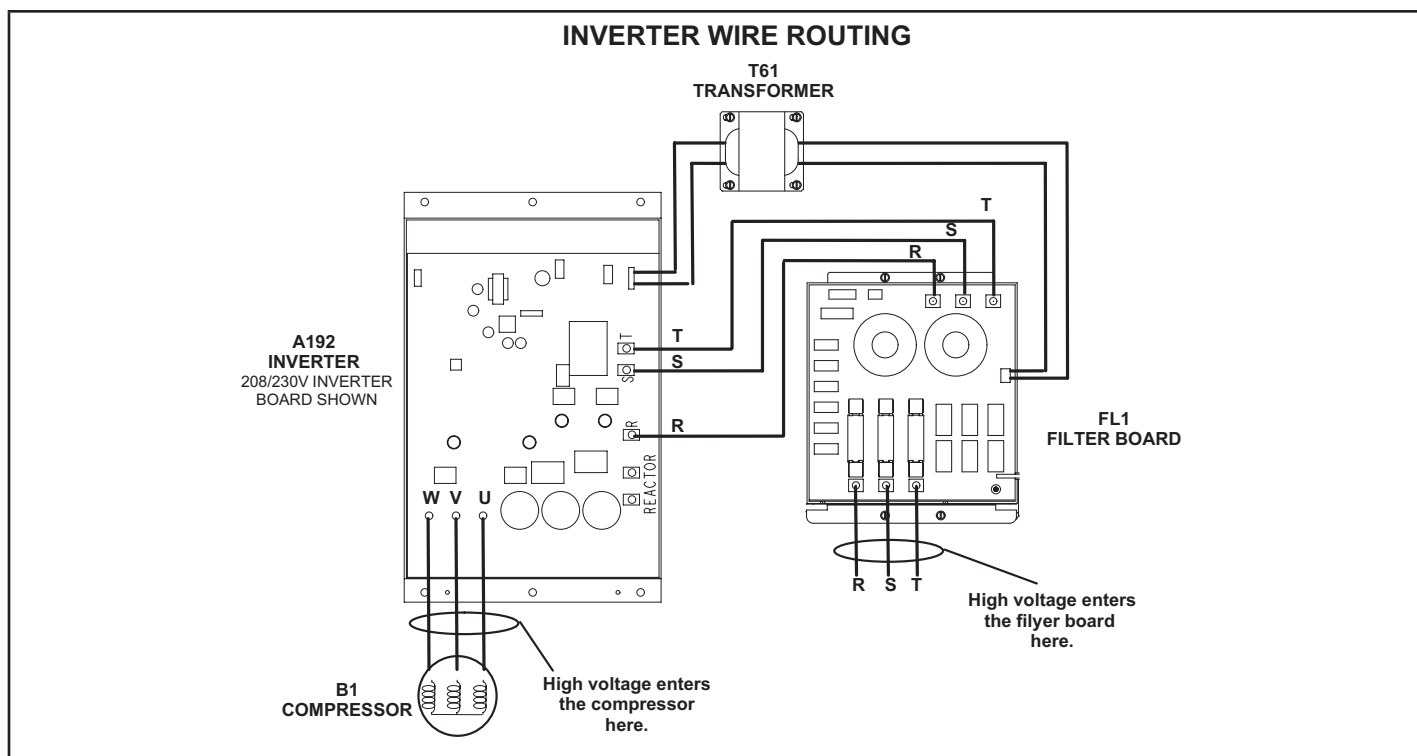 INVERTER WIRE ROUTING
T61
TRANSFORMER
T
S
R
A192
INVERTER
208/230V INVERTER
BOARD SHOWN
T
T
S
S
R
R
REACTOR
W V U
FL1
FILTER BOARD
R S T
High voltage enters
the filyer board
here.
B1
COMPRESSOR
High voltage enters
the compressor
here.